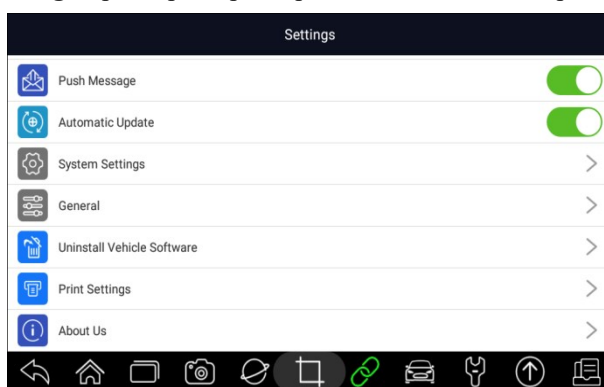 Settings
Push Message
Automatic Update
System Settings
General
Uninstall Vehicle Software
Print Settings
About Us